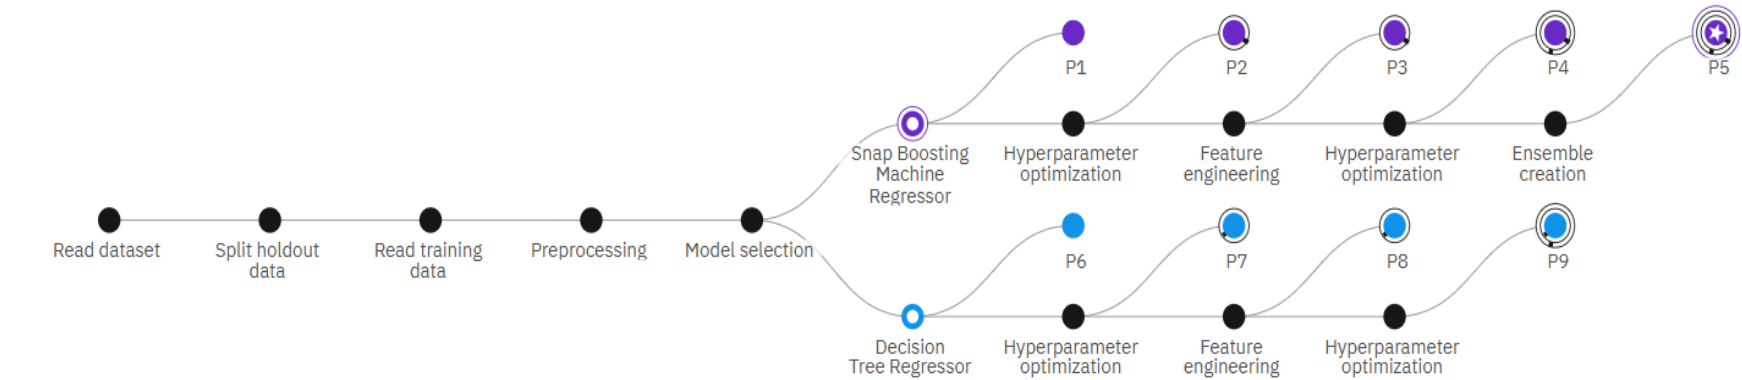 P1
P2
P3
P4
P5
Snap Boosting
Machine
Regressor
Hyperparameter
optimization
Feature
engineering
Hyperparameter
optimization
Ensemble
creation
Read dataset
Split holdout
data
Read training
data
Preprocessing
Model selection
P6
P7
P8
P9
Decision
Tree Regressor
Hyperparameter
optimization
Feature
engineering
Hyperparameter
optimization